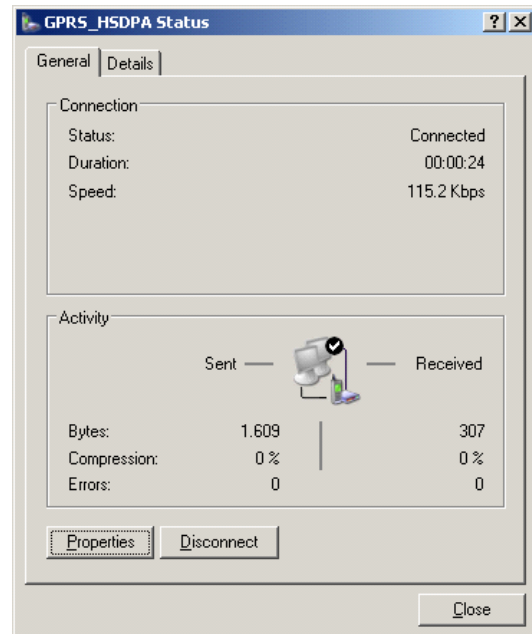 GPRS_HSDPA Status
General Details
Connection
Status: Connected
Duration: 00:00:24
Speed: 115.2 Kbps
Activity
Sent Received
Bytes: 1.609 307
Compression: 0 % 0 %
Errors: 0 0
Properties Disconnect
Close